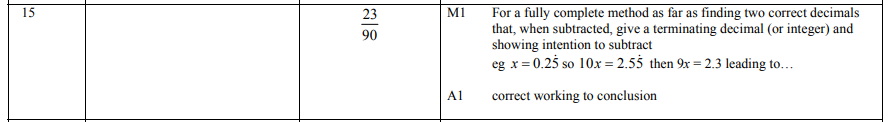 15
23
90
M1 For a fully complete method as far as finding two correct decimals
that, when subtracted, give a terminating decimal (or integer) and
showing intention to subtract
eg x = 0.25̇ so 10x = 2.55̇ then 9x = 2.3 leading to…
A1 correct working to conclusion